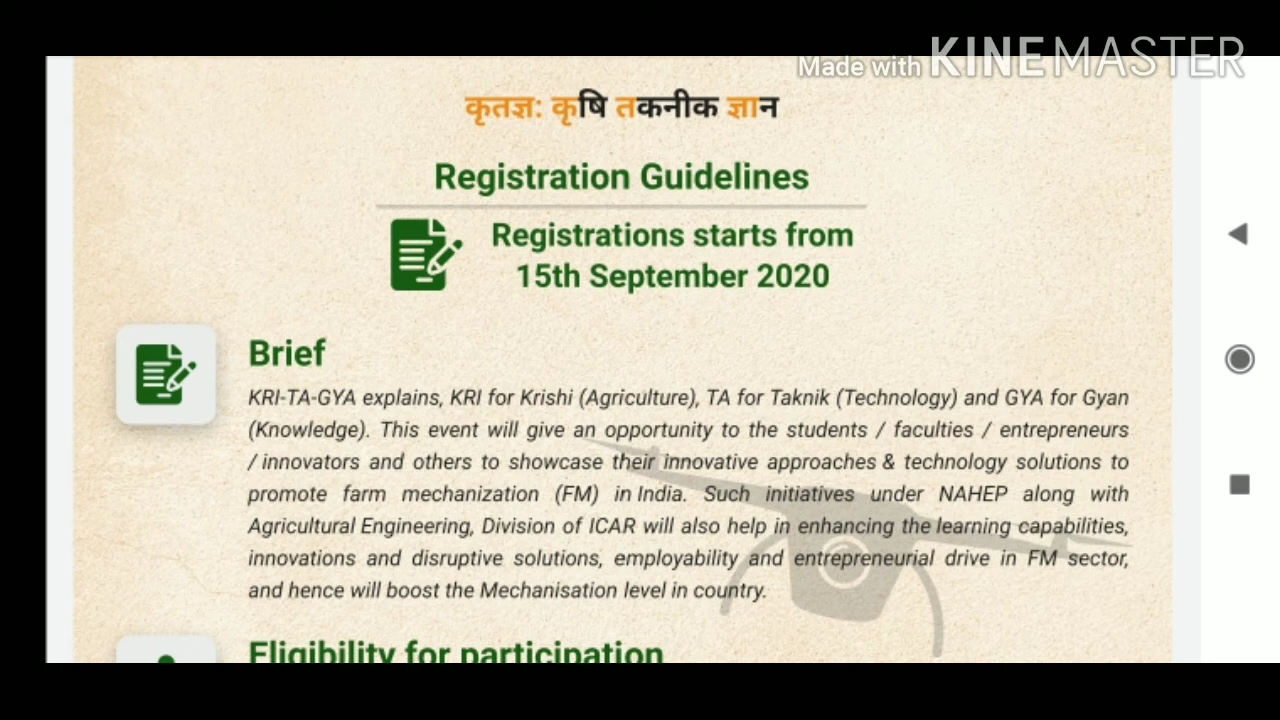 Made with KINEMASTER
कृतज्ञ: कृषि तकनीक ज्ञान
Registration Guidelines
Registrations starts from
15th September 2020
Brief
KRI-TA-GYA explains, KRI for Krishi (Agriculture), TA for Taknik (Technology) and GYA for Gyan
(Knowledge). This event will give an opportunity to the students / faculties / entrepreneurs
/ innovators and others to showcase their innovative approaches & technology solutions to
promote farm mechanization (FM) in India. Such initiatives under NAHEP along with
Agricultural Engineering, Division of ICAR will also help in enhancing the learning capabilities,
innovations and disruptive solutions, employability and entrepreneurial drive in FM sector,
and hence will boost the Mechanisation level in country.
Eligibility for participation